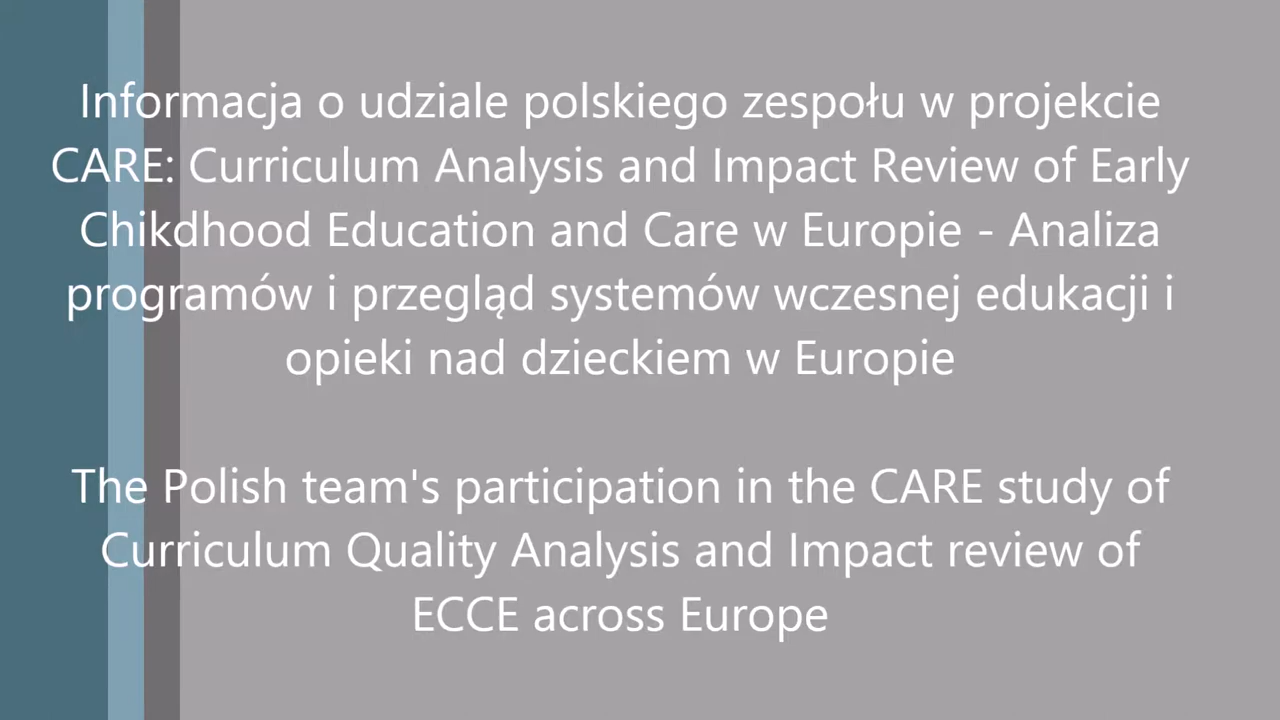 Informacja o udziale polskiego zespołu w projekcie
CARE: Curriculum Analysis and Impact Review of Early
Chikdhood Education and Care w Europie - Analiza
programów i przegląd systemów wczesnej edukacji i
opieki nad dzieckiem w Europie
The Polish team's participation in the CARE study of
Curriculum Quality Analysis and Impact review of
ECCE across Europe